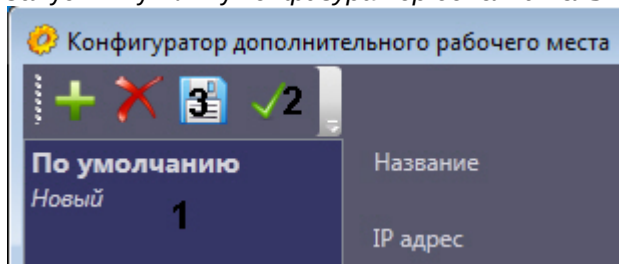 Конфигуратор дополнительного рабочего места
3 2
По умолчанию
Название
Новый
1
IP адрес